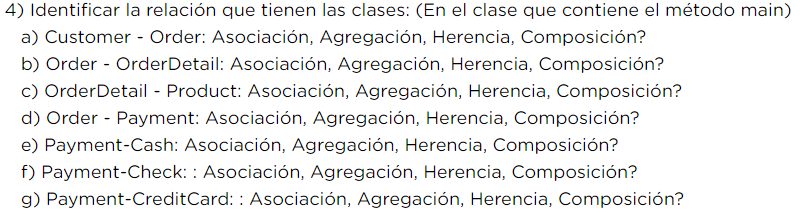 4) Identificar la relación que tienen las clases: (En el clase que contiene el método main)
a) Customer - Order: Asociación, Agregación, Herencia, Composición?
b) Order - OrderDetail: Asociación, Agregación, Herencia, Composición?
c) OrderDetail - Product: Asociación, Agregación, Herencia, Composición?
d) Order - Payment: Asociación, Agregación, Herencia, Composición?
e) Payment-Cash: Asociación, Agregación, Herencia, Composición?
f) Payment-Check: : Asociación, Agregación, Herencia, Composición?
g) Payment-CreditCard: : Asociación, Agregación, Herencia, Composición?